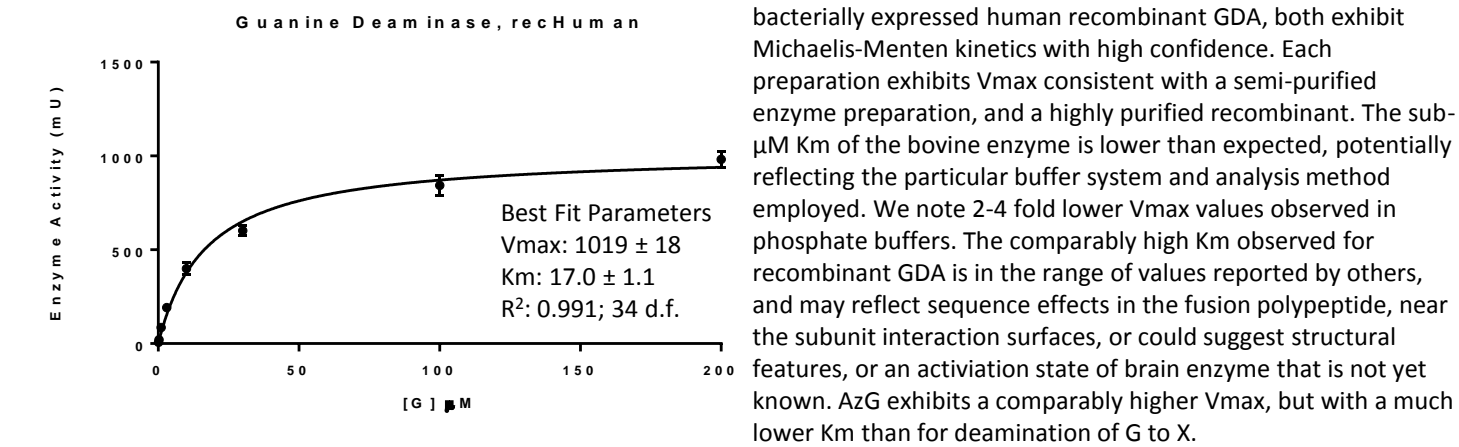 Guanine Deaminase, recHuman
1500
1000
500
0
Enzyme Activity (mU)
0 50 100 150 200
[G] µM
Best Fit Parameters
Vmax: 1019 ± 18
Km: 17.0 ± 1.1
R²: 0.991; 34 d.f.
bacterially expressed human recombinant GDA, both exhibit
Michaelis-Menten kinetics with high confidence. Each
preparation exhibits Vmax consistent with a semi-purified
enzyme preparation, and a highly purified recombinant. The sub-
µM Km of the bovine enzyme is lower than expected, potentially
reflecting the particular buffer system and analysis method
employed. We note 2-4 fold lower Vmax values observed in
phosphate buffers. The comparably high Km observed for
recombinant GDA is in the range of values reported by others,
and may reflect sequence effects in the fusion polypeptide, near
the subunit interaction surfaces, or could suggest structural
features, or an activiation state of brain enzyme that is not yet
known. AzG exhibits a comparably higher Vmax, but with a much
lower Km than for deamination of G to X.